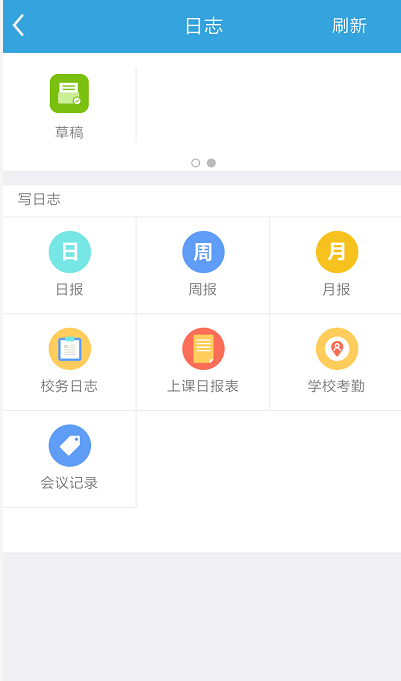 日志 刷新
草稿
写日志
日 周 月
日报 周报 月报
校务日志 上课日报表 学校考勤
会议记录